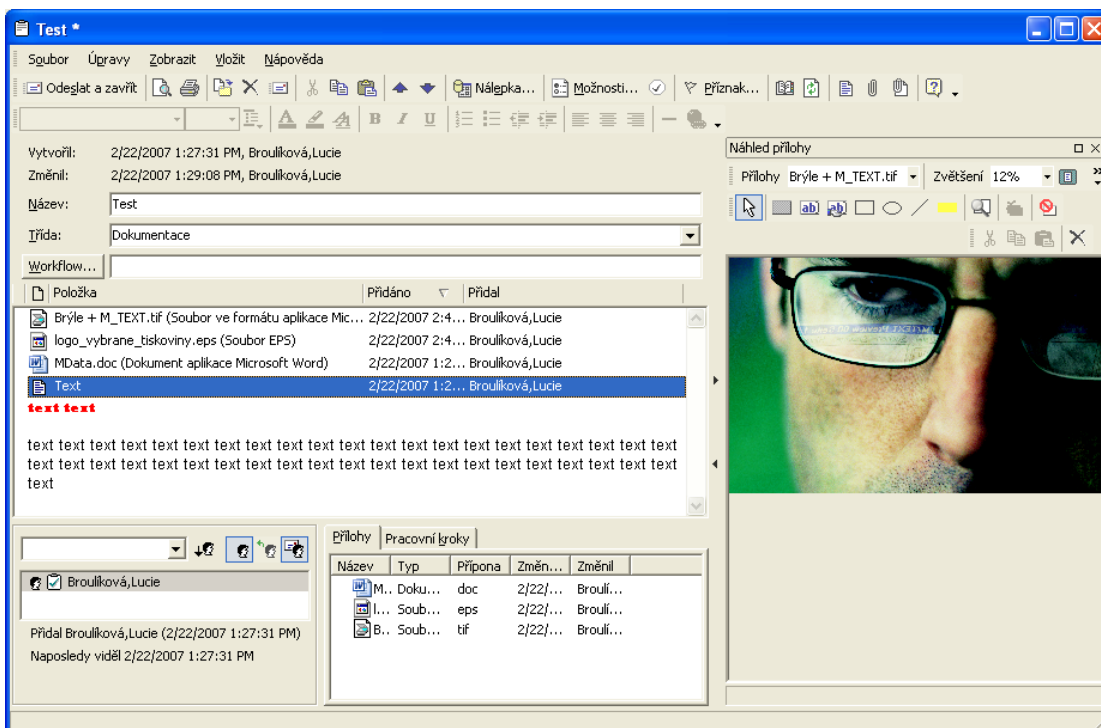 Test *
Soubor Úpravy Zobrazit Vložit Nápověda
Odeslat a zavřít Nálepka... Možnosti... Příznak...
B I U
Vytvořil: 2/22/2007 1:27:31 PM, Broulíková,Lucie
Změnil: 2/22/2007 1:29:08 PM, Broulíková,Lucie
Název: Test
Třída: Dokumentace
Workflow...
Položka Přidáno Přidal
Brýle + M_TEXT.tif (Soubor ve formátu aplikace Mic... 2/22/2007 2:4... Broulíková,Lucie
logo_vybrane_tiskoviny.eps (Soubor EPS) 2/22/2007 2:4... Broulíková,Lucie
MData.doc (Dokument aplikace Microsoft Word) 2/22/2007 1:2... Broulíková,Lucie
Text 2/22/2007 1:2... Broulíková,Lucie
text text
text text text text text text text text text text text text text text text text text text text text text
text text text text text text text text text text text text text text text text text text text text text
text
Broulíková,Lucie
Přidal Broulíková,Lucie (2/22/2007 1:27:31 PM)
Naposledy viděl 2/22/2007 1:27:31 PM
Přílohy Pracovní kroky
Název Typ Přípona Změn... Změnil
M.. Doku... doc 2/22/... Broulí...
l... Soub... eps 2/22/... Broulí...
B.. Soub... tif 2/22/... Broulí...
Náhled přílohy
Přílohy Brýle + M_TEXT.tif Zvětšení 12%
ab ab